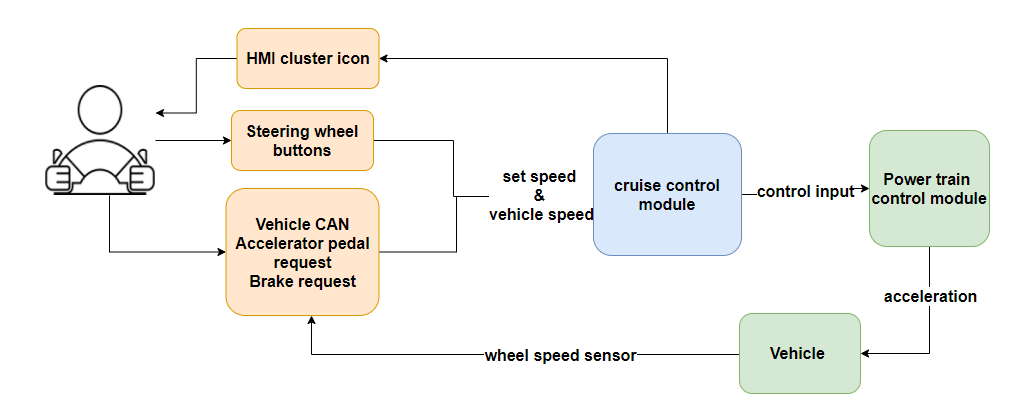 HMI cluster icon
Steering wheel
buttons
Vehicle CAN
Accelerator pedal
request
Brake request
set speed
&
vehicle speed
cruise control
module
control input
Power train
control module
acceleration
Vehicle
wheel speed sensor